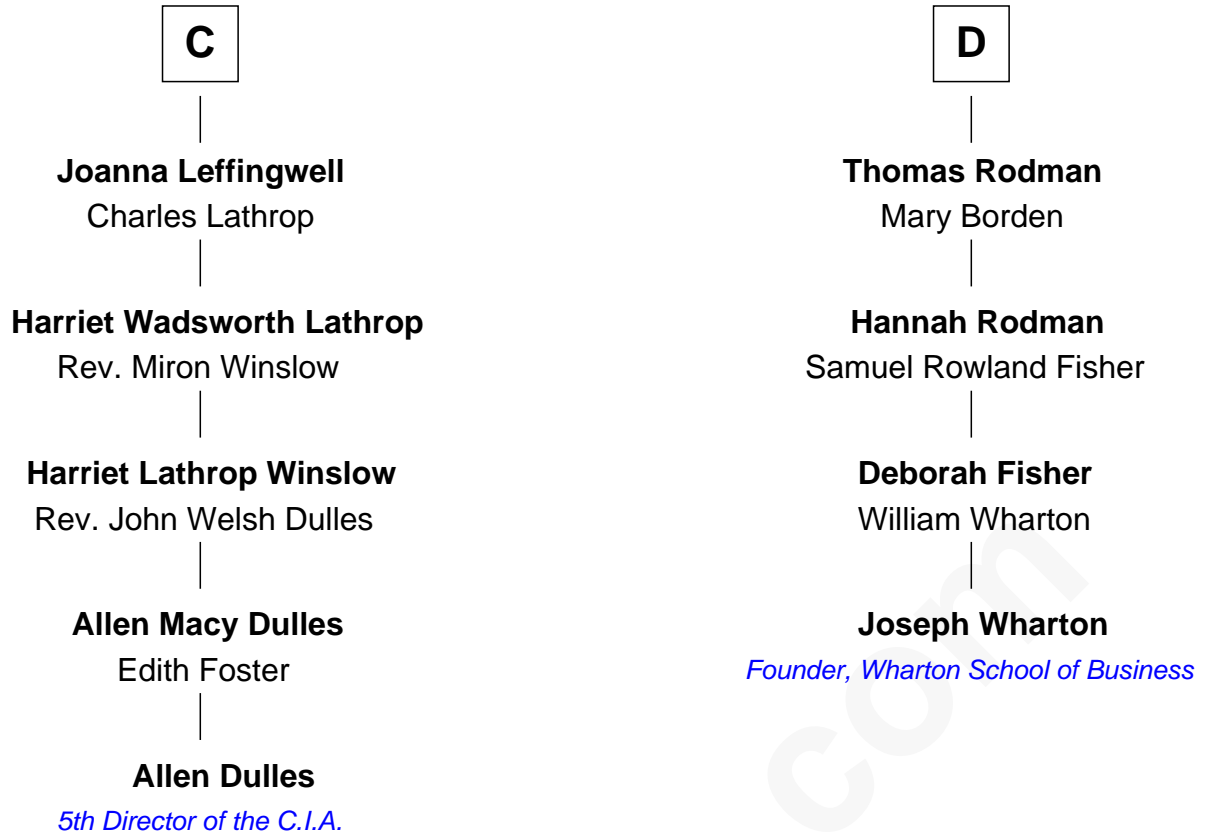 C
Joanna Leffingwell
Charles Lathrop
Harriet Wadsworth Lathrop
Rev. Miron Winslow
Harriet Lathrop Winslow
Rev. John Welsh Dulles
Allen Macy Dulles
Edith Foster
Allen Dulles
5th Director of the C.I.A.
D
Thomas Rodman
Mary Borden
Hannah Rodman
Samuel Rowland Fisher
Deborah Fisher
William Wharton
Joseph Wharton
Founder, Wharton School of Business
com